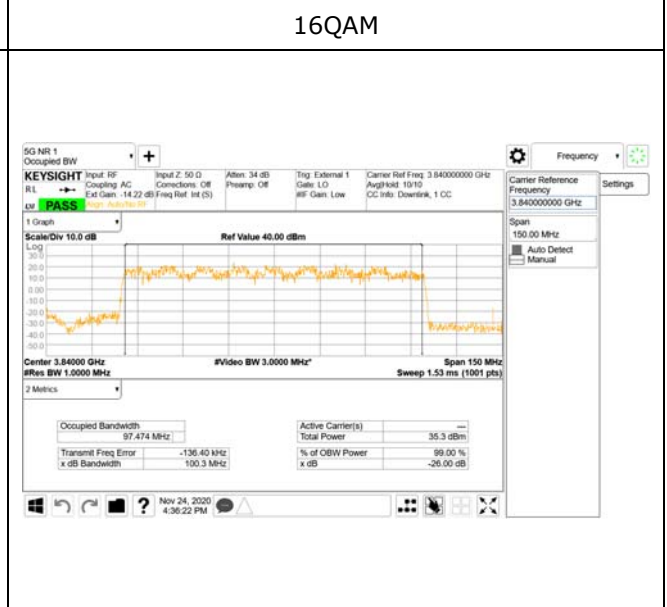 16QAM
5G NR 1
Occupied BW
Frequency
KEYSIGHT
Input: RF
Input Z: 50 Ω
Atten: 34 dB
Trig: External 1
Carrier Ref Freq: 3.840000000 GHz
RL
Coupling: AC
Corrections: Off
Preamp: Off
Gate: LO
Avg|Hold: 10/10
Ext Gain: -14.22 dB
Freq Ref: Int (S)
#IF Gain: Low
CC Info: Downlink, 1 CC
PASS
Align: Auto/No RF
Carrier Reference
Frequency
3.840000000 GHz
Settings
Span
150.00 MHz
Auto Detect
Manual
1 Graph
Scale/Div 10.0 dB
Ref Value 40.00 dBm
Log
30.0
20.0
10.0
0.00
-10.0
-20.0
-30.0
-40.0
-50.0
Center 3.84000 GHz
#Video BW 3.0000 MHz*
Span 150 MHz
#Res BW 1.0000 MHz
Sweep 1.53 ms (1001 pts)
2 Metrics
Occupied Bandwidth
97.474 MHz
Active Carrier(s)
---
Total Power
35.3 dBm
Transmit Freq Error
-136.40 kHz
% of OBW Power
99.00 %
x dB Bandwidth
100.3 MHz
x dB
-26.00 dB
?
Nov 24, 2020
4:36:22 PM